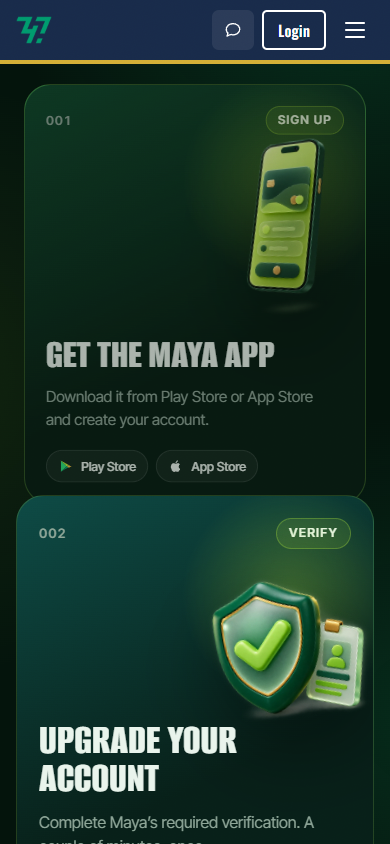 Login
001
SIGN UP
GET THE MAYA APP
Download it from Play Store or App Store
and create your account.
Play Store
App Store
002
VERIFY
UPGRADE YOUR
ACCOUNT
Complete Maya's required verification. A